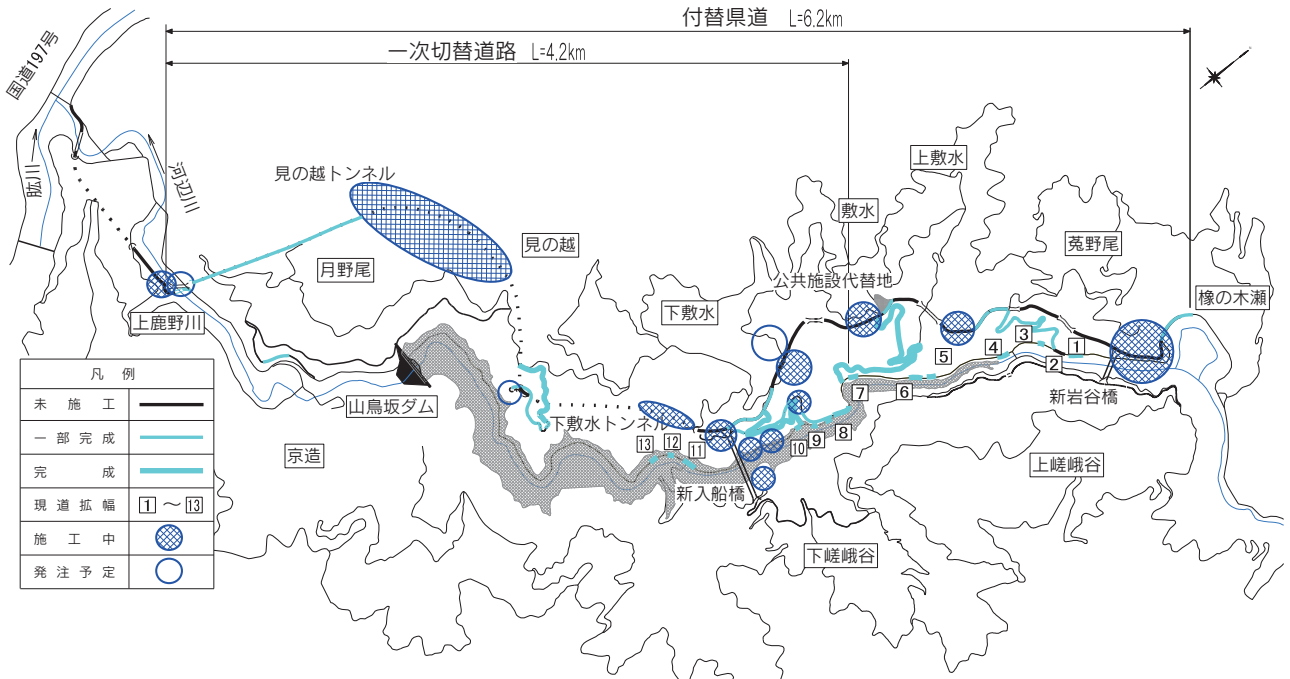 付替県道 L=6.2km
一次切替道路 L=4.2km
国道197号
肱川
河辺川
見の越トンネル
上敷水
敷水
見の越
菟野尾
月野尾
公共施設代替地
下敷水
橡の木瀬
上鹿野川
3
1
4
5
2
7
6
新岩谷橋
山鳥坂ダム
下敷水トンネル
13
12
11
10
9
8
京造
上嵯峨谷
新入船橋
下嵯峨谷
凡例
未施工
一部完成
完成
現道拡幅 1～13
施工中
発注予定